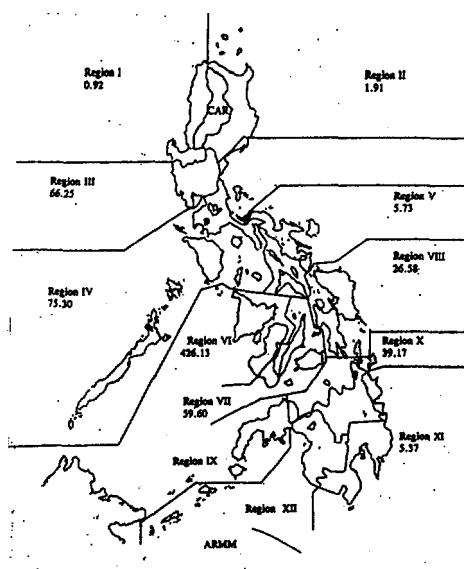 Region I
0.92
Region II
1.91
CAR
Region III
66.25
Region V
5.73
Region VIII
26.58
Region IV
75.30
Region VI
426.13
Region X
39.17
Region VII
59.60
Region XI
5.37
Region IX
Region XII
ARMM